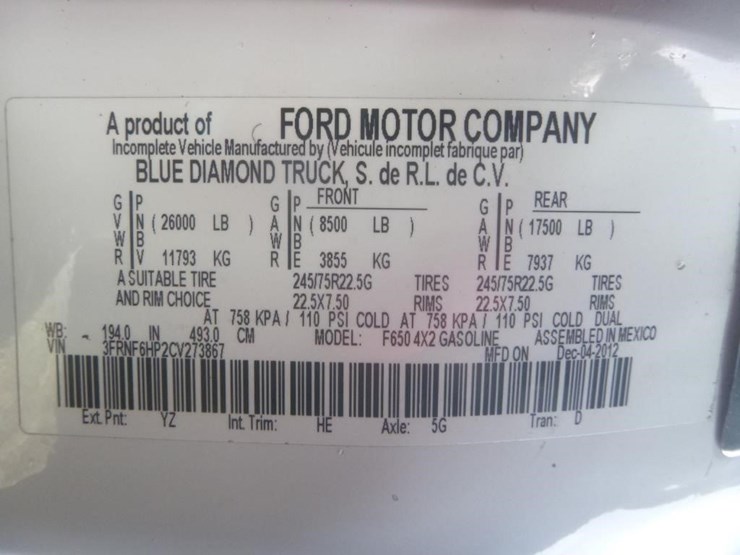 A product of FORD MOTOR COMPANY
Incomplete Vehicle Manufactured by (Vehicule incomplet fabrique par)
BLUE DIAMOND TRUCK, S. de R.L. de C.V.
G P G P FRONT G P REAR
V N ( 26000 LB ) A N ( 8500 LB ) A N ( 17500 LB )
W B W B W B
R V 11793 KG R E 3855 KG R E 7937 KG
A SUITABLE TIRE 245/75R22.5G TIRES 245/75R22.5G TIRES
AND RIM CHOICE 22.5X7.50 RIMS 22.5X7.50 RIMS
AT 758 KPA / 110 PSI COLD AT 758 KPA / 110 PSI COLD DUAL
WB: 194.0 IN 493.0 CM MODEL: F650 4X2 GASOLINE ASSEMBLED IN MEXICO
VIN 3FRNF6HP2CV273867 MFD ON Dec-04-2012
Ext. Pnt: YZ Int. Trim: HE Axle: 5G Tran: D